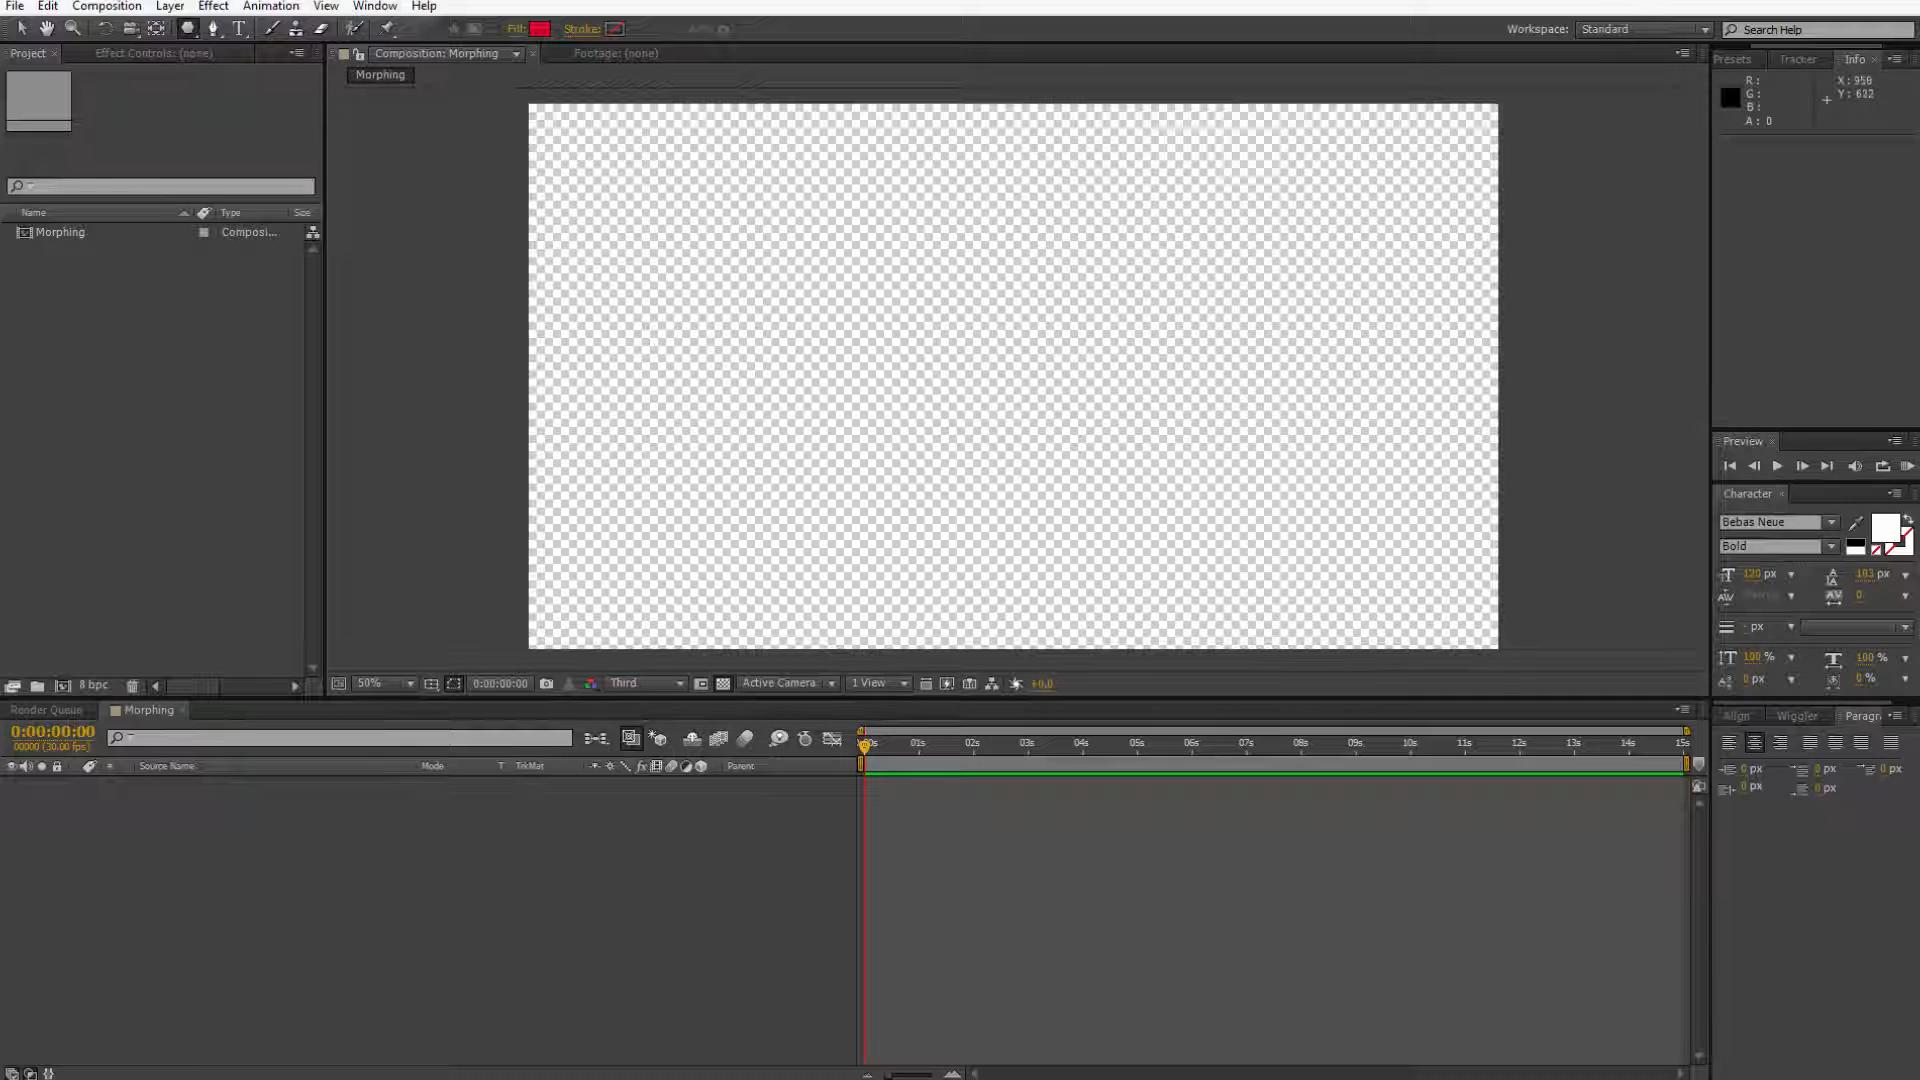 File Edit Composition Layer Effect Animation View Window Help
Fill: Stroke: Workspace: Standard Search Help
Project Effect Controls: (none) Composition: Morphing Footage: (none)
Morphing
Presets Tracker Info
R: X: 950
G: Y: 632
B:
A: 0
Name Type Size
Morphing Composi...
Preview
Character
Bebas Neue
Bold
120 px 103 px
0
- px
100 % 100 %
0 px 0 %
8 bpc 50% 0:00:00:00 Third Active Camera 1 View +0.0
Render Queue Morphing
Align Wiggler Paragr
0:00:00:00
00000 (30.00 fps)
01s 02s 03s 04s 05s 06s 07s 08s 09s 10s 11s 12s 13s 14s 15s
# Source Name Mode T TrkMat fx Parent
0 px 0 px 0 px
0 px 0 px